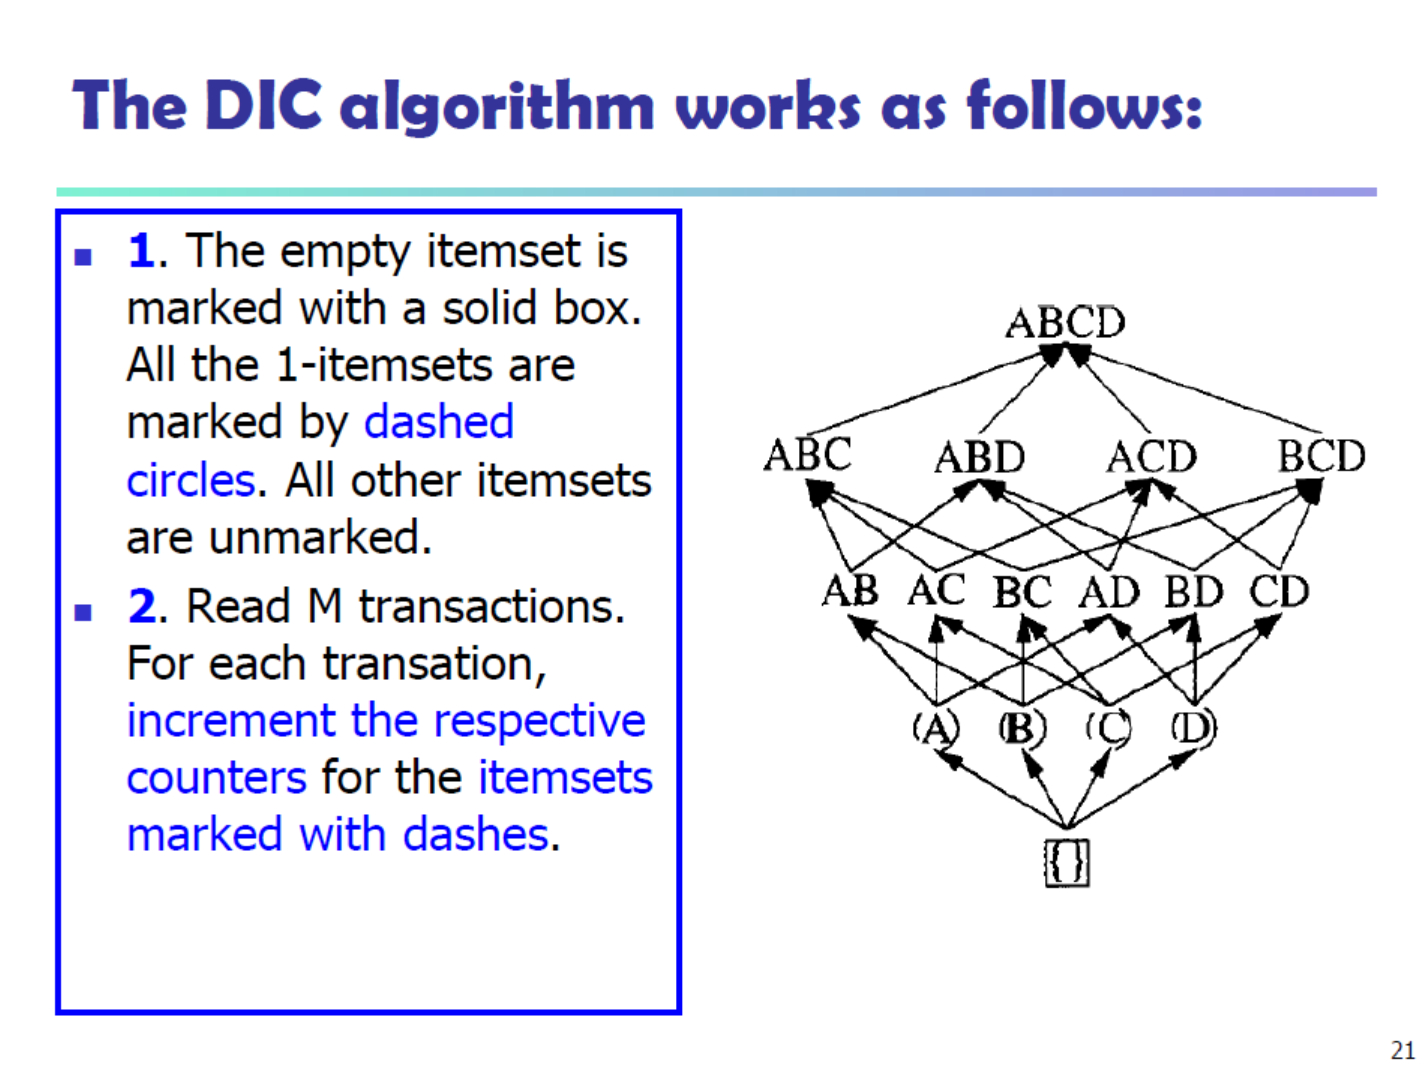 The DIC algorithm works as follows:
1. The empty itemset is
marked with a solid box.
All the 1-itemsets are
marked by dashed
circles. All other itemsets
are unmarked.
2. Read M transactions.
For each transation,
increment the respective
counters for the itemsets
marked with dashes.
ABCD
ABC ABD ACD BCD
AB AC BC AD BD CD
(A) (B) (C) (D)
{}
21